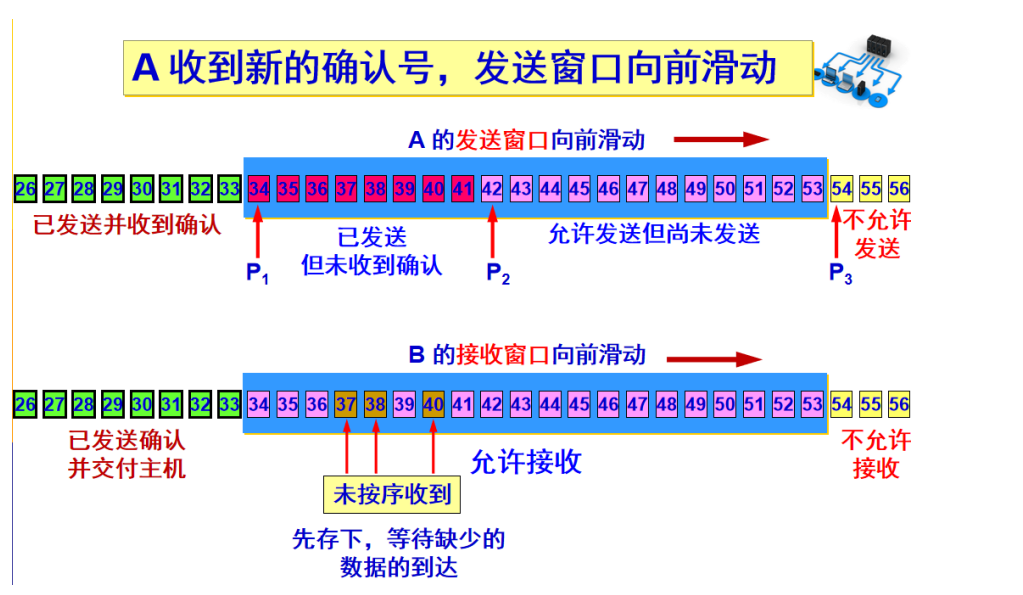 A 收到新的确认号，发送窗口向前滑动
A 的发送窗口向前滑动
26 27 28 29 30 31 32 33 34 35 36 37 38 39 40 41 42 43 44 45 46 47 48 49 50 51 52 53 54 55 56
已发送并收到确认
已发送
但未收到确认
允许发送但尚未发送
不允许
发送
P1
P2
P3
B 的接收窗口向前滑动
26 27 28 29 30 31 32 33 34 35 36 37 38 39 40 41 42 43 44 45 46 47 48 49 50 51 52 53 54 55 56
已发送确认
并交付主机
允许接收
不允许
接收
未按序收到
先存下，等待缺少的
数据的到达